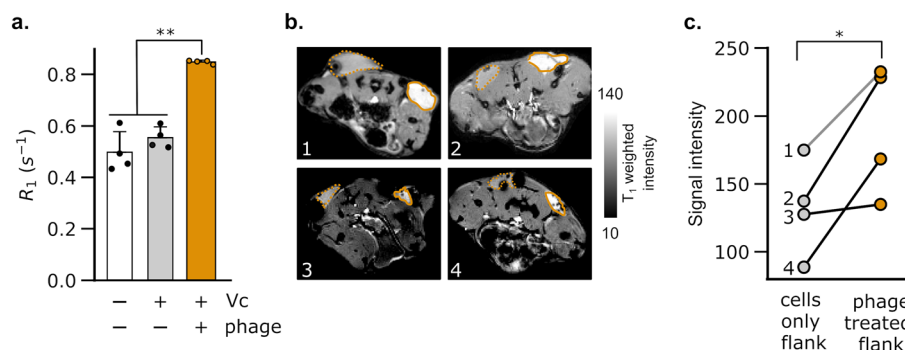 a.
**
R1 (s−1)
0.8
0.6
0.4
0.2
0.0
− + + Vc
− − + phage
b.
1
2
3
4
140
T1 weighted
intensity
10
c.
*
Signal intensity
250
200
150
100
1
2
3
4
cells
only
flank
phage
treated
flank